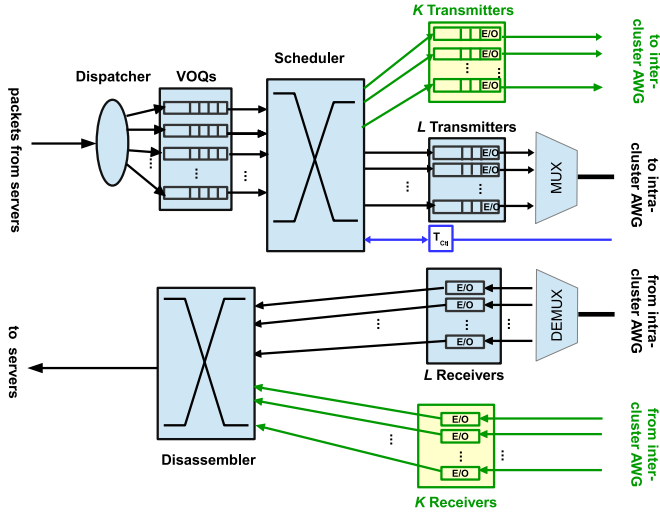 K Transmitters
E/O
E/O
E/O
to inter-
cluster AWG
Scheduler
Dispatcher
VOQs
packets from servers
L Transmitters
E/O
E/O
E/O
MUX
to intra-
cluster AWG
T_Ctl
from intra-
cluster AWG
E/O
E/O
E/O
DEMUX
L Receivers
to servers
Disassembler
E/O
E/O
E/O
from inter-
cluster AWG
K Receivers